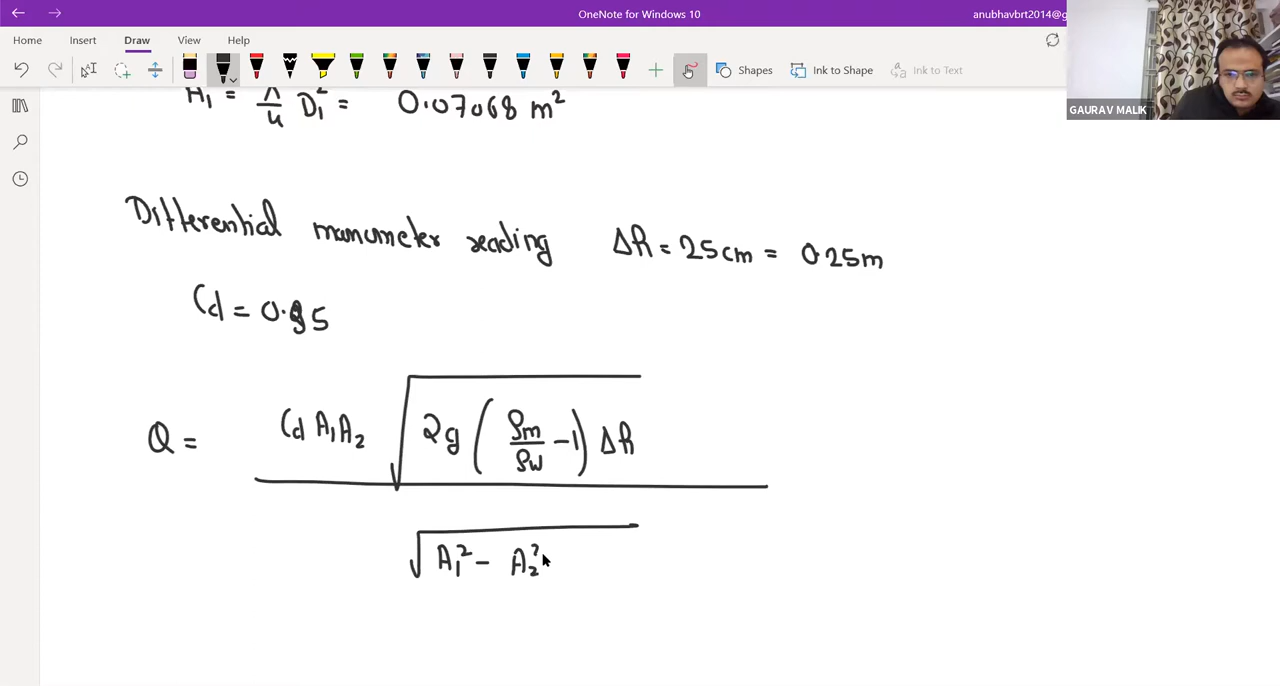 OneNote for Windows 10
anubhavbrt2014@g
Home Insert Draw View Help
Shapes Ink to Shape Ink to Text
GAURAV MALIK
A₁ = π/4 D₁² = 0.07068 m²
Differential manometer reading Δh = 25cm = 0.25m
Cd = 0.95
Q = Cd A₁A₂ √(2g (ρm/ρw - 1) Δh)
√(A₁² - A₂²)